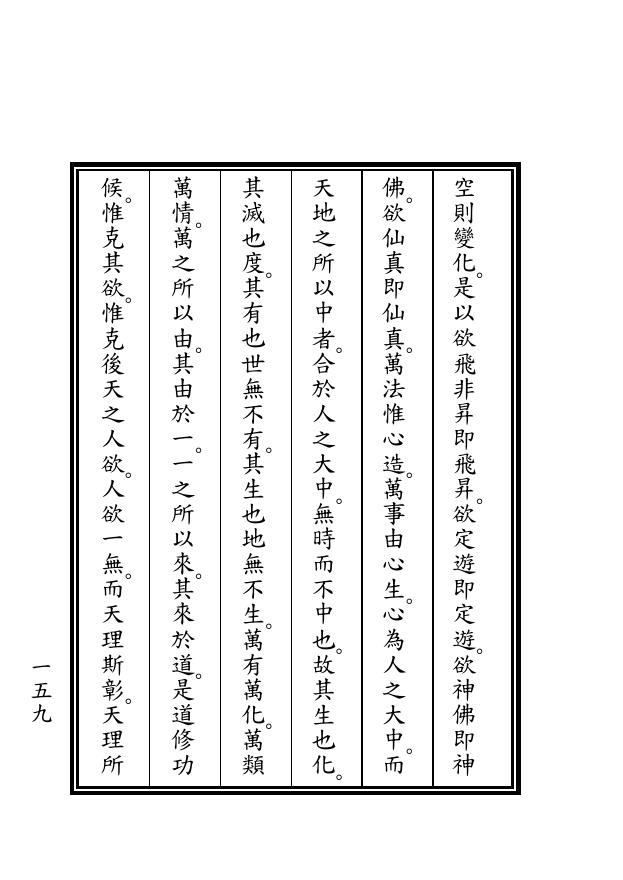 空則變化。是以欲飛非昇即飛昇。欲定遊即定遊。欲神佛即神
佛。欲仙真即仙真。萬法惟心造。萬事由心生。心為人之大中。而
天地之所以中者。合於人之大中。無時而不中也。故其生也化。
其滅也度。其有也世無不有。其生也地無不生。萬有萬化。萬類
萬情。萬之所以由。其由於一。一之所以來。其來於道。是道修功
候。惟克其欲。惟克後天之人欲。人欲一無。而天理斯彰。天理所
一五九